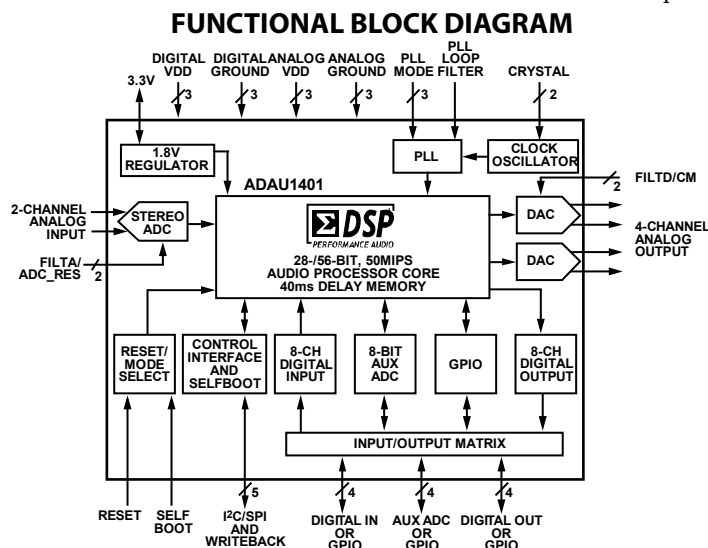 FUNCTIONAL BLOCK DIAGRAM
3.3V
DIGITAL
VDD
3
DIGITAL
GROUND
3
ANALOG
VDD
3
ANALOG
GROUND
3
PLL
MODE
3
PLL
LOOP
FILTER
CRYSTAL
2
1.8V
REGULATOR
PLL
CLOCK
OSCILLATOR
ADAU1401
FILTD/CM
2
2-CHANNEL
ANALOG
INPUT
STEREO
ADC
FILTA/
ADC_RES
2
ΣDSP
PERFORMANCE AUDIO
28-/56-BIT, 50MIPS
AUDIO PROCESSOR CORE
40ms DELAY MEMORY
DAC
DAC
4-CHANNEL
ANALOG
OUTPUT
RESET/
MODE
SELECT
CONTROL
INTERFACE
AND
SELFBOOT
8-CH
DIGITAL
INPUT
8-BIT
AUX
ADC
GPIO
8-CH
DIGITAL
OUTPUT
INPUT/OUTPUT MATRIX
RESET
SELF
BOOT
5
I²C/SPI
AND
WRITEBACK
4
DIGITAL IN
OR
GPIO
4
AUX ADC
OR
GPIO
4
DIGITAL OUT
OR
GPIO